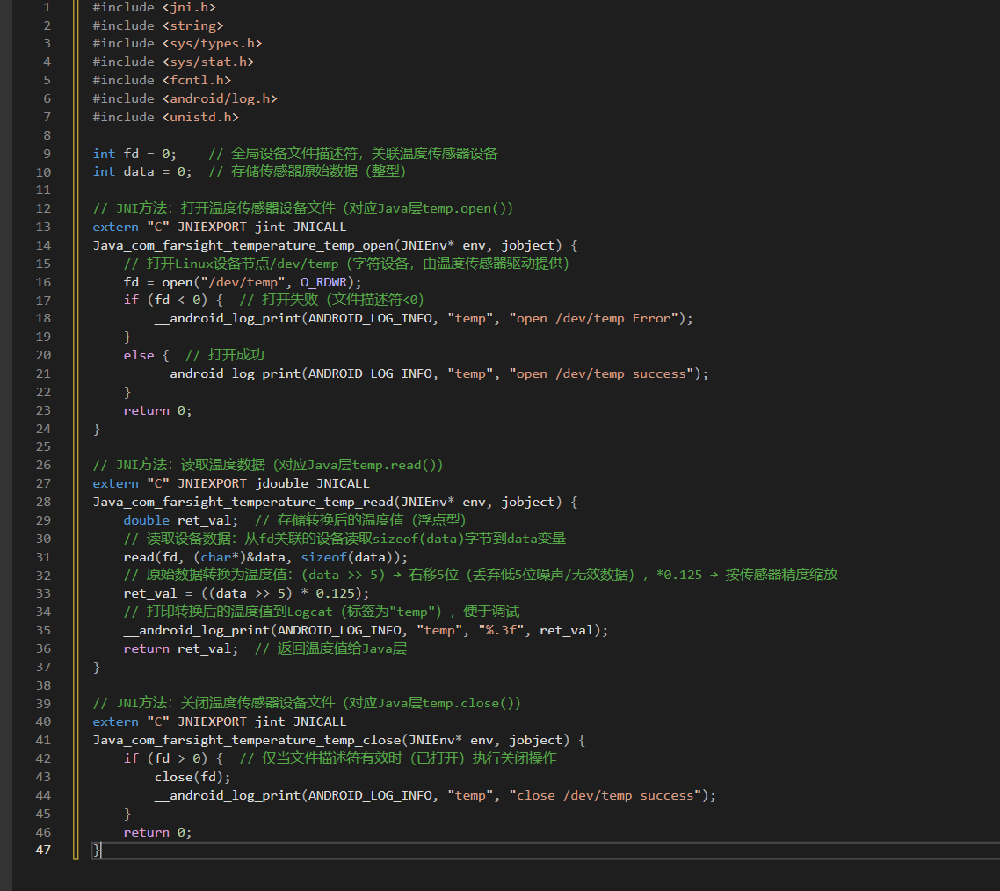 1 #include <jni.h>
2 #include <string>
3 #include <sys/types.h>
4 #include <sys/stat.h>
5 #include <fcntl.h>
6 #include <android/log.h>
7 #include <unistd.h>
8
9 int fd = 0;    // 全局设备文件描述符，关联温度传感器设备
10 int data = 0;  // 存储传感器原始数据（整型）
11
12 // JNI方法：打开温度传感器设备文件（对应Java层temp.open()）
13 extern "C" JNIEXPORT jint JNICALL
14 Java_com_farsight_temperature_temp_open(JNIEnv* env, jobject) {
15     // 打开Linux设备节点/dev/temp（字符设备，由温度传感器驱动提供）
16     fd = open("/dev/temp", O_RDWR);
17     if (fd < 0) {  // 打开失败（文件描述符<0）
18         __android_log_print(ANDROID_LOG_INFO, "temp", "open /dev/temp Error");
19     }
20     else {  // 打开成功
21         __android_log_print(ANDROID_LOG_INFO, "temp", "open /dev/temp success");
22     }
23     return 0;
24 }
25
26 // JNI方法：读取温度数据（对应Java层temp.read()）
27 extern "C" JNIEXPORT jdouble JNICALL
28 Java_com_farsight_temperature_temp_read(JNIEnv* env, jobject) {
29     double ret_val;  // 存储转换后的温度值（浮点型）
30     // 读取设备数据：从fd关联的设备读取sizeof(data)字节到data变量
31     read(fd, (char*)&data, sizeof(data));
32     // 原始数据转换为温度值：(data >> 5) → 右移5位（丢弃低5位噪声/无效数据），*0.125 → 按传感器精度缩放
33     ret_val = ((data >> 5) * 0.125);
34     // 打印转换后的温度值到Logcat（标签为"temp"），便于调试
35     __android_log_print(ANDROID_LOG_INFO, "temp", "%.3f", ret_val);
36     return ret_val;  // 返回温度值给Java层
37 }
38
39 // JNI方法：关闭温度传感器设备文件（对应Java层temp.close()）
40 extern "C" JNIEXPORT jint JNICALL
41 Java_com_farsight_temperature_temp_close(JNIEnv* env, jobject) {
42     if (fd > 0) {  // 仅当文件描述符有效时（已打开）执行关闭操作
43         close(fd);
44         __android_log_print(ANDROID_LOG_INFO, "temp", "close /dev/temp success");
45     }
46     return 0;
47 }